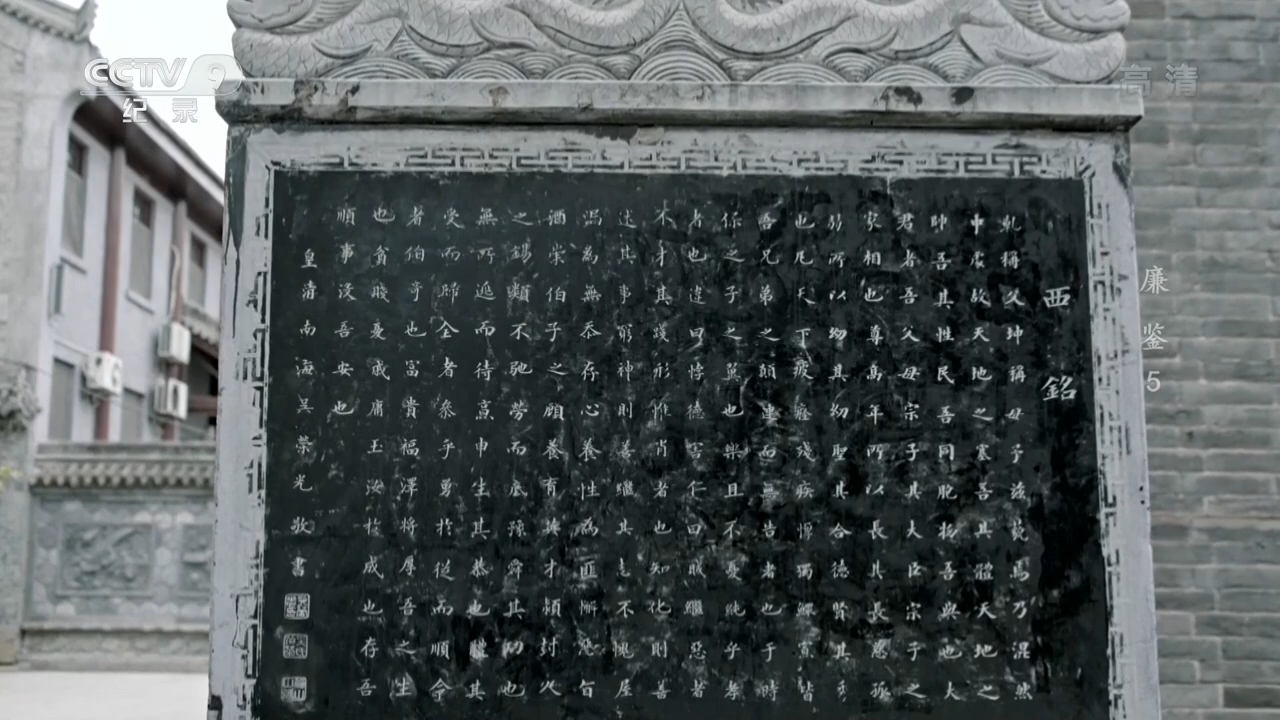 CCTV 9
纪录
高清
廉鉴5
西銘
乾稱父坤稱母予茲藐焉乃混然
中處故天地之塞吾其體天地之
帥吾其性民吾同胞物吾與也大
君者吾父母宗子其大臣宗子之
家相也尊高年所以長其長慈孤
弱所以幼其幼聖其合德賢其秀
也凡天下疲癃殘疾惸獨鰥寡皆
吾兄弟之顛連而無告者也于時
保之子之翼也樂且不憂純乎孝
者也違曰悖德害仁曰賊惡者
不才其踐形惟肖者也知化則善
述其事窮神則善繼其志不愧屋
漏為無忝存心養性為匪懈惡旨
酒崇伯子之顧養育英才潁封人
之錫類不弛勞而底豫舜其功也
無所逃而待烹申生其恭也體其
受而歸全者參乎勇於從而順令
者伯奇也富貴福澤將厚吾之生
也貧賤憂戚庸玉汝於成也存吾
順事沒吾安也
皇清南海吳榮光敬書